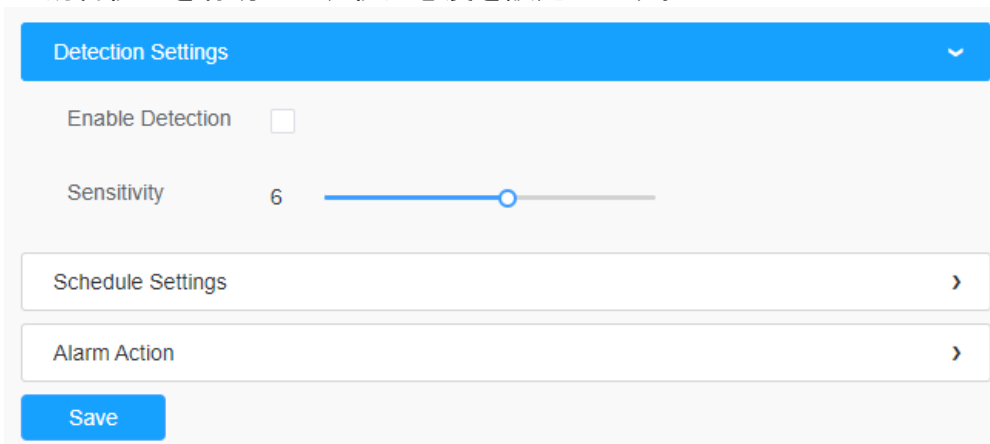 Detection Settings
Enable Detection
Sensitivity 6
Schedule Settings
Alarm Action
Save